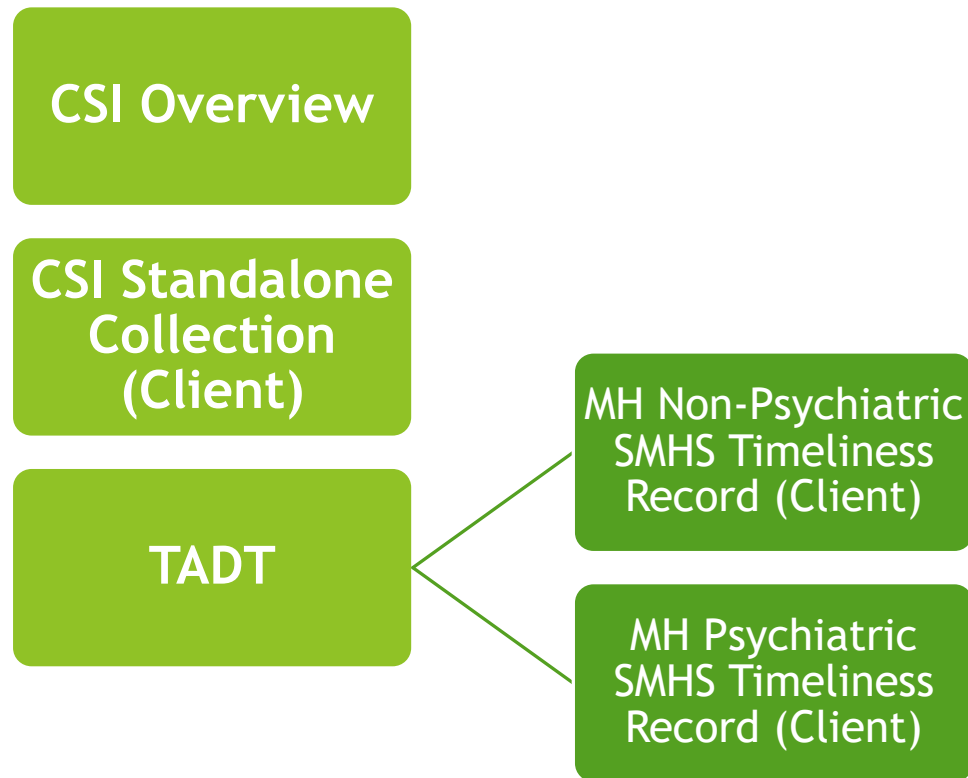 CSI Overview
CSI Standalone
Collection
(Client)
TADT
MH Non-Psychiatric
SMHS Timeliness
Record (Client)
MH Psychiatric
SMHS Timeliness
Record (Client)